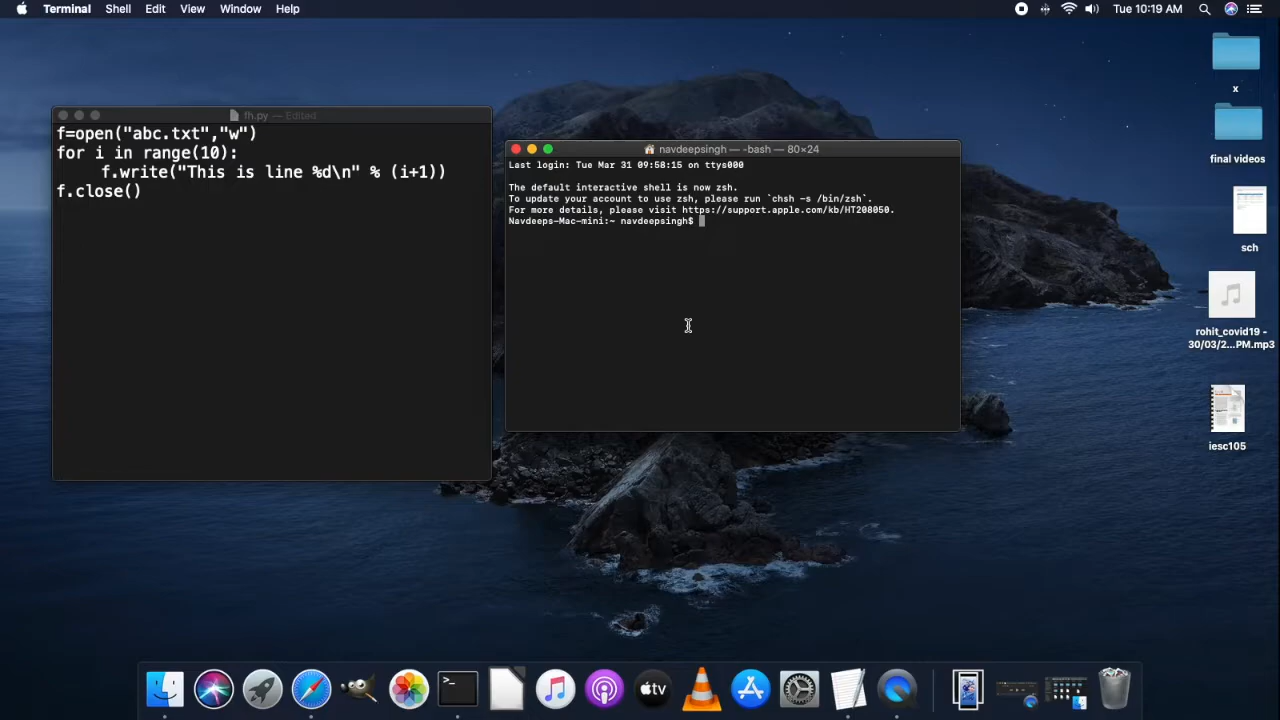 Terminal Shell Edit View Window Help Tue 10:19 AM
x
final videos
sch
rohit_covid19 -
30/03/2...PM.mp3
iesc105
fh.py — Edited
f=open("abc.txt","w")
for i in range(10):
f.write("This is line %d\n" % (i+1))
f.close()
navdeepsingh — -bash — 80×24
Last login: Tue Mar 31 09:58:15 on ttys000
The default interactive shell is now zsh.
To update your account to use zsh, please run `chsh -s /bin/zsh`.
For more details, please visit https://support.apple.com/kb/HT208050.
Navdeeps-Mac-mini:~ navdeepsingh$
>_
tv